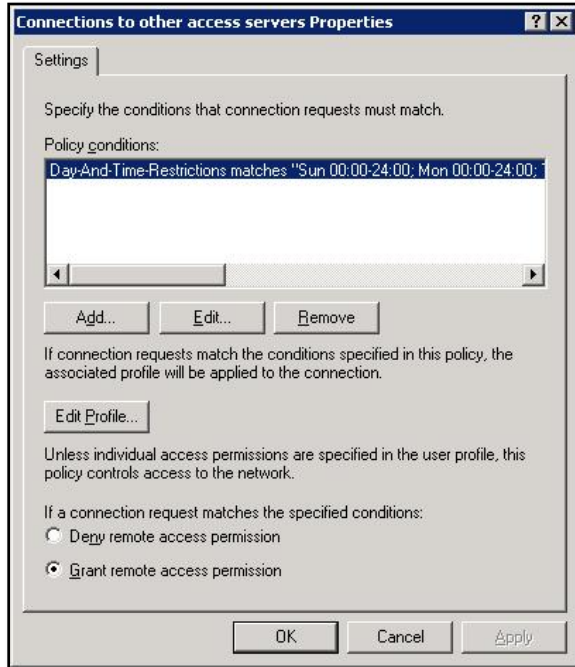 Connections to other access servers Properties
Settings
Specify the conditions that connection requests must match.
Policy conditions:
Day-And-Time-Restrictions matches "Sun 00:00-24:00; Mon 00:00-24:00;
Add... Edit... Remove
If connection requests match the conditions specified in this policy, the
associated profile will be applied to the connection.
Edit Profile...
Unless individual access permissions are specified in the user profile, this
policy controls access to the network.
If a connection request matches the specified conditions:
Deny remote access permission
Grant remote access permission
OK Cancel Apply